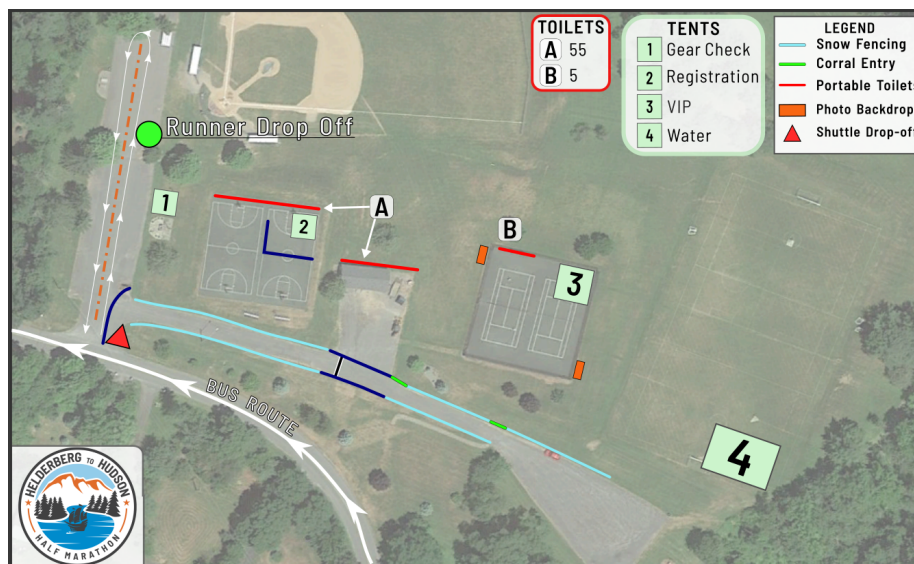 TOILETS
A 55
B 5
TENTS
1 Gear Check
2 Registration
3 VIP
4 Water
LEGEND
Snow Fencing
Corral Entry
Portable Toilets
Photo Backdrop
Shuttle Drop-off
Runner Drop Off
1
2
A
B
3
BUS ROUTE
4
HELDERBERG TO HUDSON
HALF MARATHON